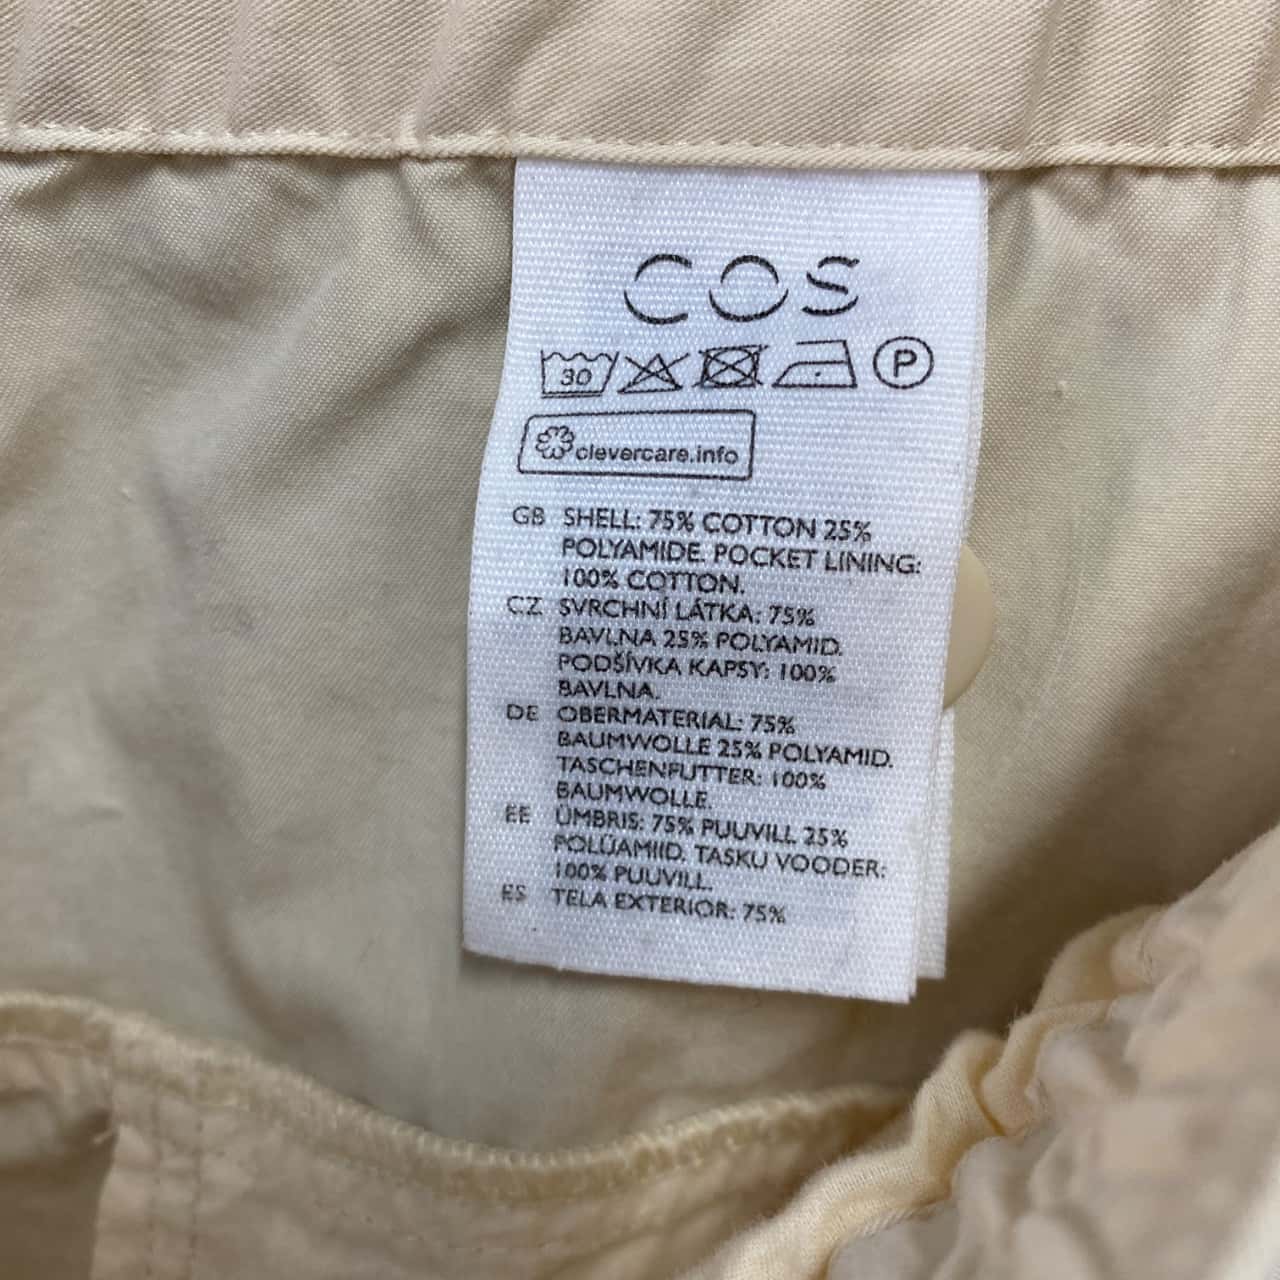 COS
30
P
clevercare.info
GB SHELL: 75% COTTON 25%
POLYAMIDE. POCKET LINING:
100% COTTON.
CZ SVRCHNÍ LÁTKA: 75%
BAVLNA 25% POLYAMID.
PODŠÍVKA KAPSY: 100%
BAVLNA.
DE OBERMATERIAL: 75%
BAUMWOLLE 25% POLYAMID.
TASCHENFUTTER: 100%
BAUMWOLLE.
EE ÜMBRIS: 75% PUUVILL 25%
POLÜAMIID. TASKU VOODER:
100% PUUVILL.
ES TELA EXTERIOR: 75%